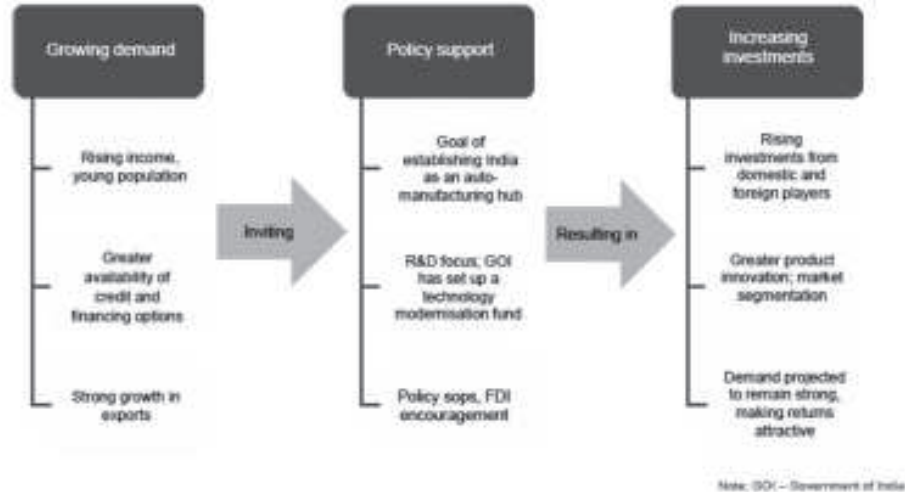 Growing demand
Rising income,
young population
Greater
availability of
credit and
financing options
Strong growth in
exports
Inviting
Policy support
Goal of
establishing India
as an auto-
manufacturing hub
R&D focus; GOI
has set up a
technology
modernisation fund
Policy sops, FDI
encouragement
Resulting in
Increasing
investments
Rising
investments from
domestic and
foreign players
Greater product
innovation; market
segmentation
Demand projected
to remain strong,
making returns
attractive
Note: GOI – Government of India